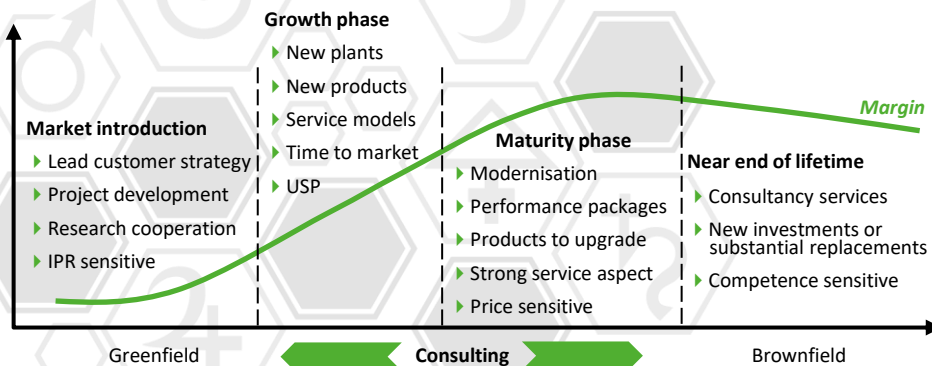 Growth phase
New plants
New products
Service models
Time to market
USP
Market introduction
Lead customer strategy
Project development
Research cooperation
IPR sensitive
Maturity phase
Modernisation
Performance packages
Products to upgrade
Strong service aspect
Price sensitive
Margin
Near end of lifetime
Consultancy services
New investments or
substantial replacements
Competence sensitive
Greenfield
Consulting
Brownfield